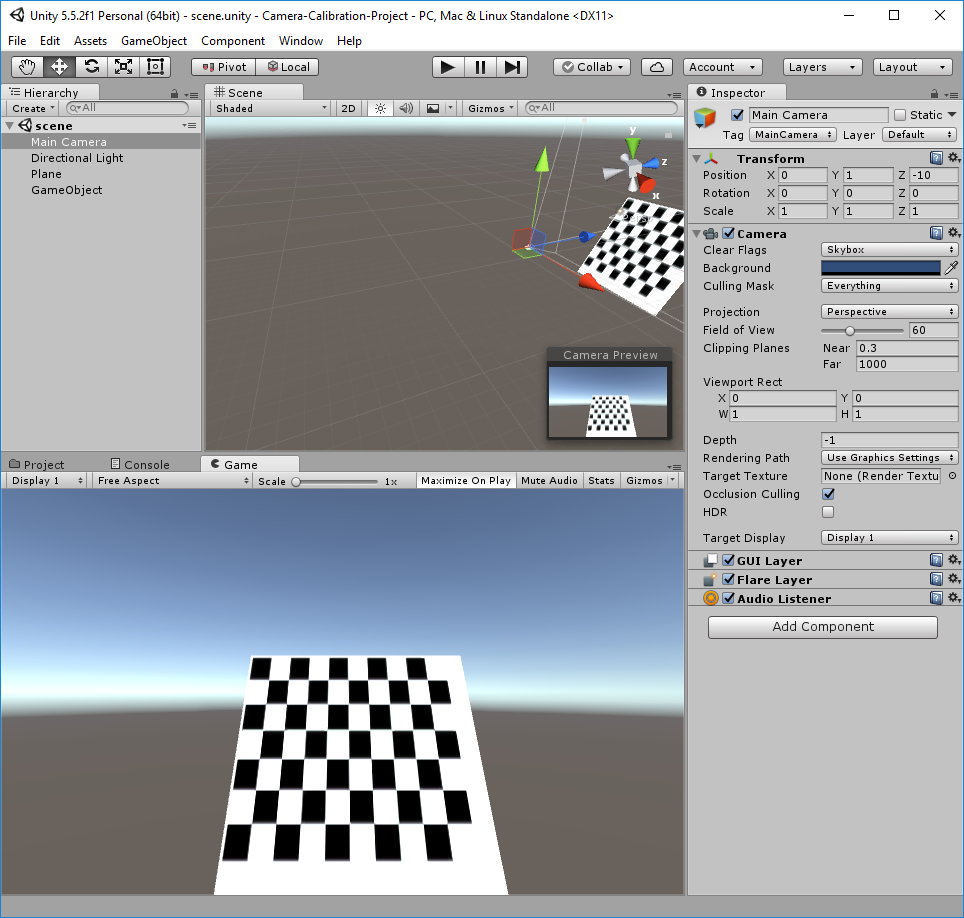 Unity 5.5.2f1 Personal (64bit) - scene.unity - Camera-Calibration-Project - PC, Mac & Linux Standalone <DX11>
File Edit Assets GameObject Component Window Help
Pivot Local Collab Account Layers Layout
Hierarchy
Create All
scene
Main Camera
Directional Light
Plane
GameObject
Scene
Shaded 2D Gizmos All
y
z
x
Camera Preview
Inspector
Main Camera Static
Tag MainCamera Layer Default
Transform
Position X 0 Y 1 Z -10
Rotation X 0 Y 0 Z 0
Scale X 1 Y 1 Z 1
Camera
Clear Flags Skybox
Background
Culling Mask Everything
Projection Perspective
Field of View 60
Clipping Planes Near 0.3
Far 1000
Viewport Rect
X 0 Y 0
W 1 H 1
Depth -1
Rendering Path Use Graphics Settings
Target Texture None (Render Textu
Occlusion Culling
HDR
Target Display Display 1
GUI Layer
Flare Layer
Audio Listener
Add Component
Project Console Game
Display 1 Free Aspect Scale 1x Maximize On Play Mute Audio Stats Gizmos